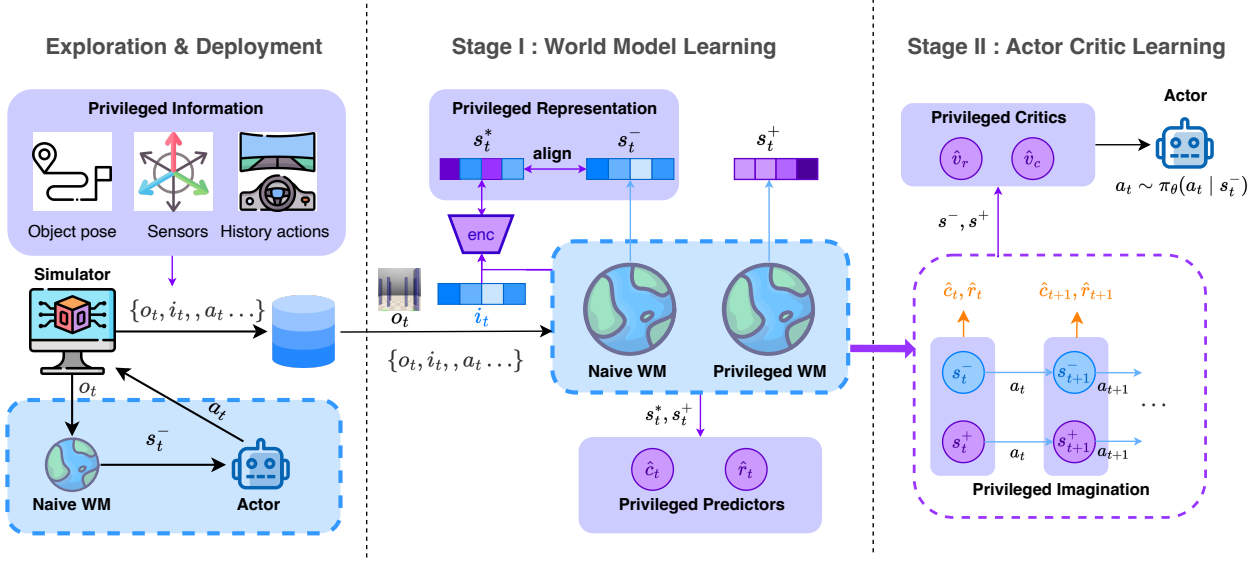 Exploration & Deployment
Privileged Information
Object pose
Sensors
History actions
Simulator
{o_t, i_t, , a_t ...}
o_t
a_t
s_t^-
Naive WM
Actor
Stage I : World Model Learning
Privileged Representation
s_t^*
align
s_t^-
s_t^+
enc
o_t
i_t
{o_t, i_t, , a_t ...}
Naive WM
Privileged WM
s_t^*, s_t^+
ĉ_t
r̂_t
Privileged Predictors
Stage II : Actor Critic Learning
Privileged Critics
v̂_r
v̂_c
Actor
a_t ∼ π_θ(a_t | s_t^-)
s^-, s^+
ĉ_t, r̂_t
ĉ_{t+1}, r̂_{t+1}
s_t^-
a_t
s_{t+1}^-
a_{t+1}
...
s_t^+
a_t
s_{t+1}^+
a_{t+1}
Privileged Imagination